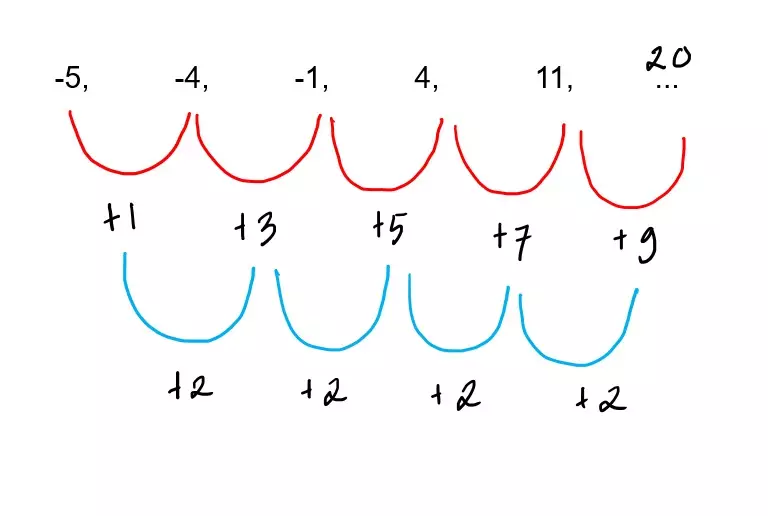 20
-5, -4, -1, 4, 11, ...
+1 +3 +5 +7 +9
+2 +2 +2 +2